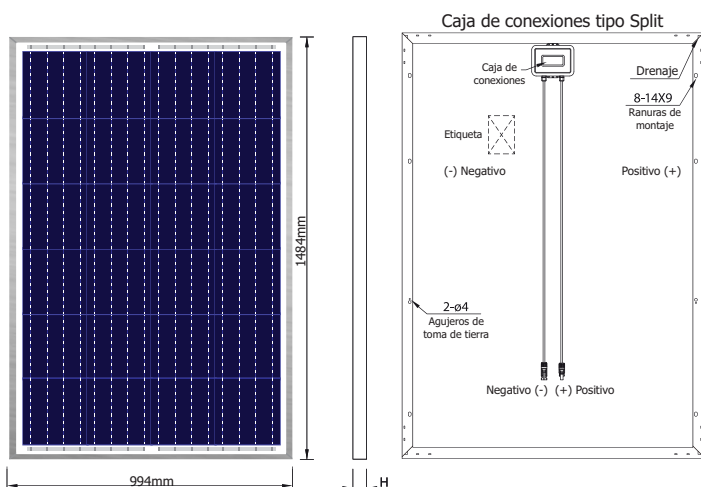 Caja de conexiones tipo Split
Caja de
conexiones
Drenaje
8-14X9
Ranuras de
montaje
Etiqueta
(-) Negativo
Positivo (+)
1484mm
2-ø4
Agujeros de
toma de tierra
Negativo (-) (+) Positivo
994mm
H